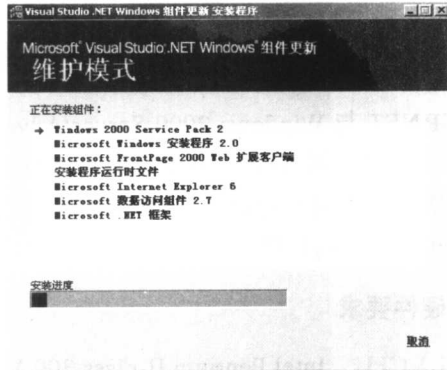 Visual Studio .NET Windows 组件更新 安装程序
Microsoft® Visual Studio.NET Windows® 组件更新
维护模式
正在安装组件：
→ Windows 2000 Service Pack 2
Microsoft Windows 安装程序 2.0
Microsoft FrontPage 2000 Web 扩展客户端
安装程序运行时文件
Microsoft Internet Explorer 6
Microsoft 数据访问组件 2.7
Microsoft .NET 框架
安装进度
取消